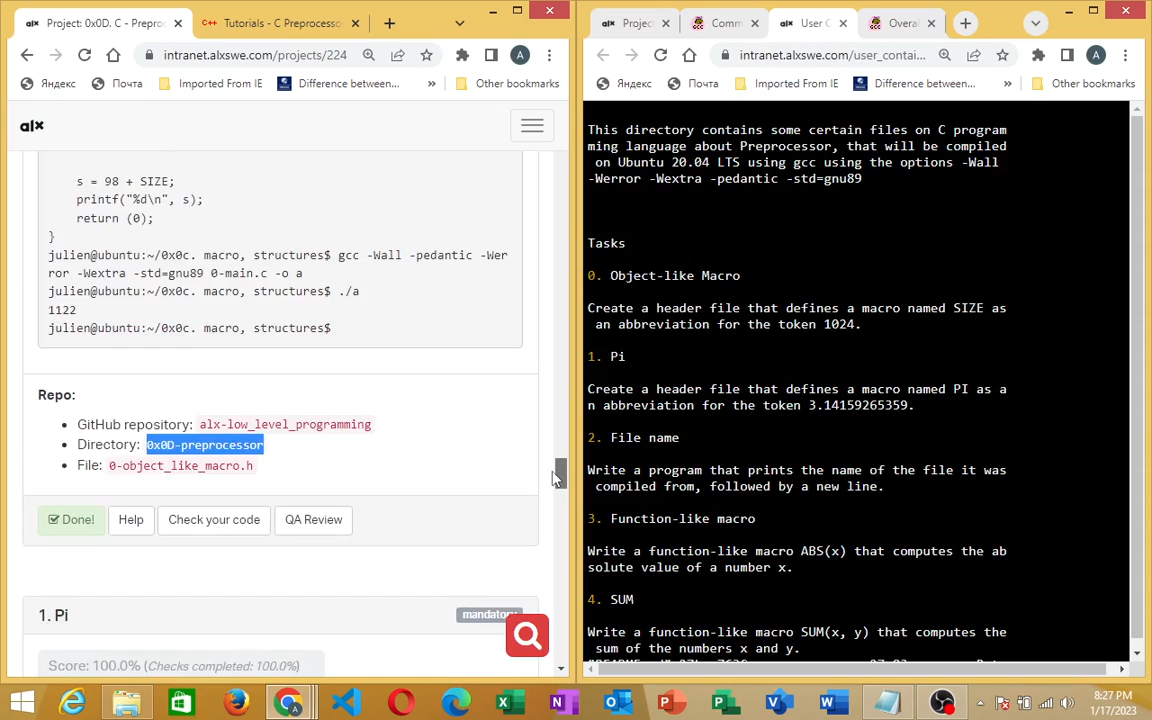 Project: 0x0D. C - Preproc
Tutorials - C Preprocessor
Projec
Comm
User C
Overal
intranet.alxswe.com/projects/224
A
intranet.alxswe.com/user_contai...
A
Яндекс
Почта
Imported From IE
Difference between...
»
Other bookmarks
Яндекс
Почта
Imported From IE
Difference between...
»
Other bookmarks
alx
s = 98 + SIZE;
printf("%d\n", s);
return (0);
}
julien@ubuntu:~/0x0c. macro, structures$ gcc -Wall -pedantic -Wer
ror -Wextra -std=gnu89 0-main.c -o a
julien@ubuntu:~/0x0c. macro, structures$ ./a
1122
julien@ubuntu:~/0x0c. macro, structures$
Repo:
GitHub repository: alx-low_level_programming
Directory: 0x0D-preprocessor
File: 0-object_like_macro.h
Done!
Help
Check your code
QA Review
1. Pi
mandatory
Score: 100.0% (Checks completed: 100.0%)
This directory contains some certain files on C program
ming language about Preprocessor, that will be compiled
on Ubuntu 20.04 LTS using gcc using the options -Wall
-Werror -Wextra -pedantic -std=gnu89
Tasks
0. Object-like Macro
Create a header file that defines a macro named SIZE as
an abbreviation for the token 1024.
1. Pi
Create a header file that defines a macro named PI as a
n abbreviation for the token 3.14159265359.
2. File name
Write a program that prints the name of the file it was
compiled from, followed by a new line.
3. Function-like macro
Write a function-like macro ABS(x) that computes the ab
solute value of a number x.
4. SUM
Write a function-like macro SUM(x, y) that computes the
sum of the numbers x and y.
8:27 PM
1/17/2023